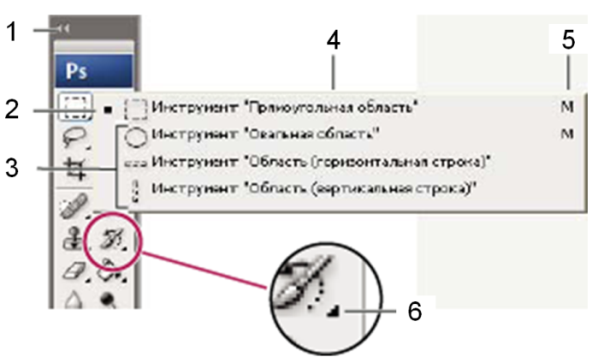 1
4
5
Ps
2
Инструмент "Прямоугольная область" M
Инструмент "Овальная область" M
3
Инструмент "Область (горизонтальная строка)"
Инструмент "Область (вертикальная строка)"
6